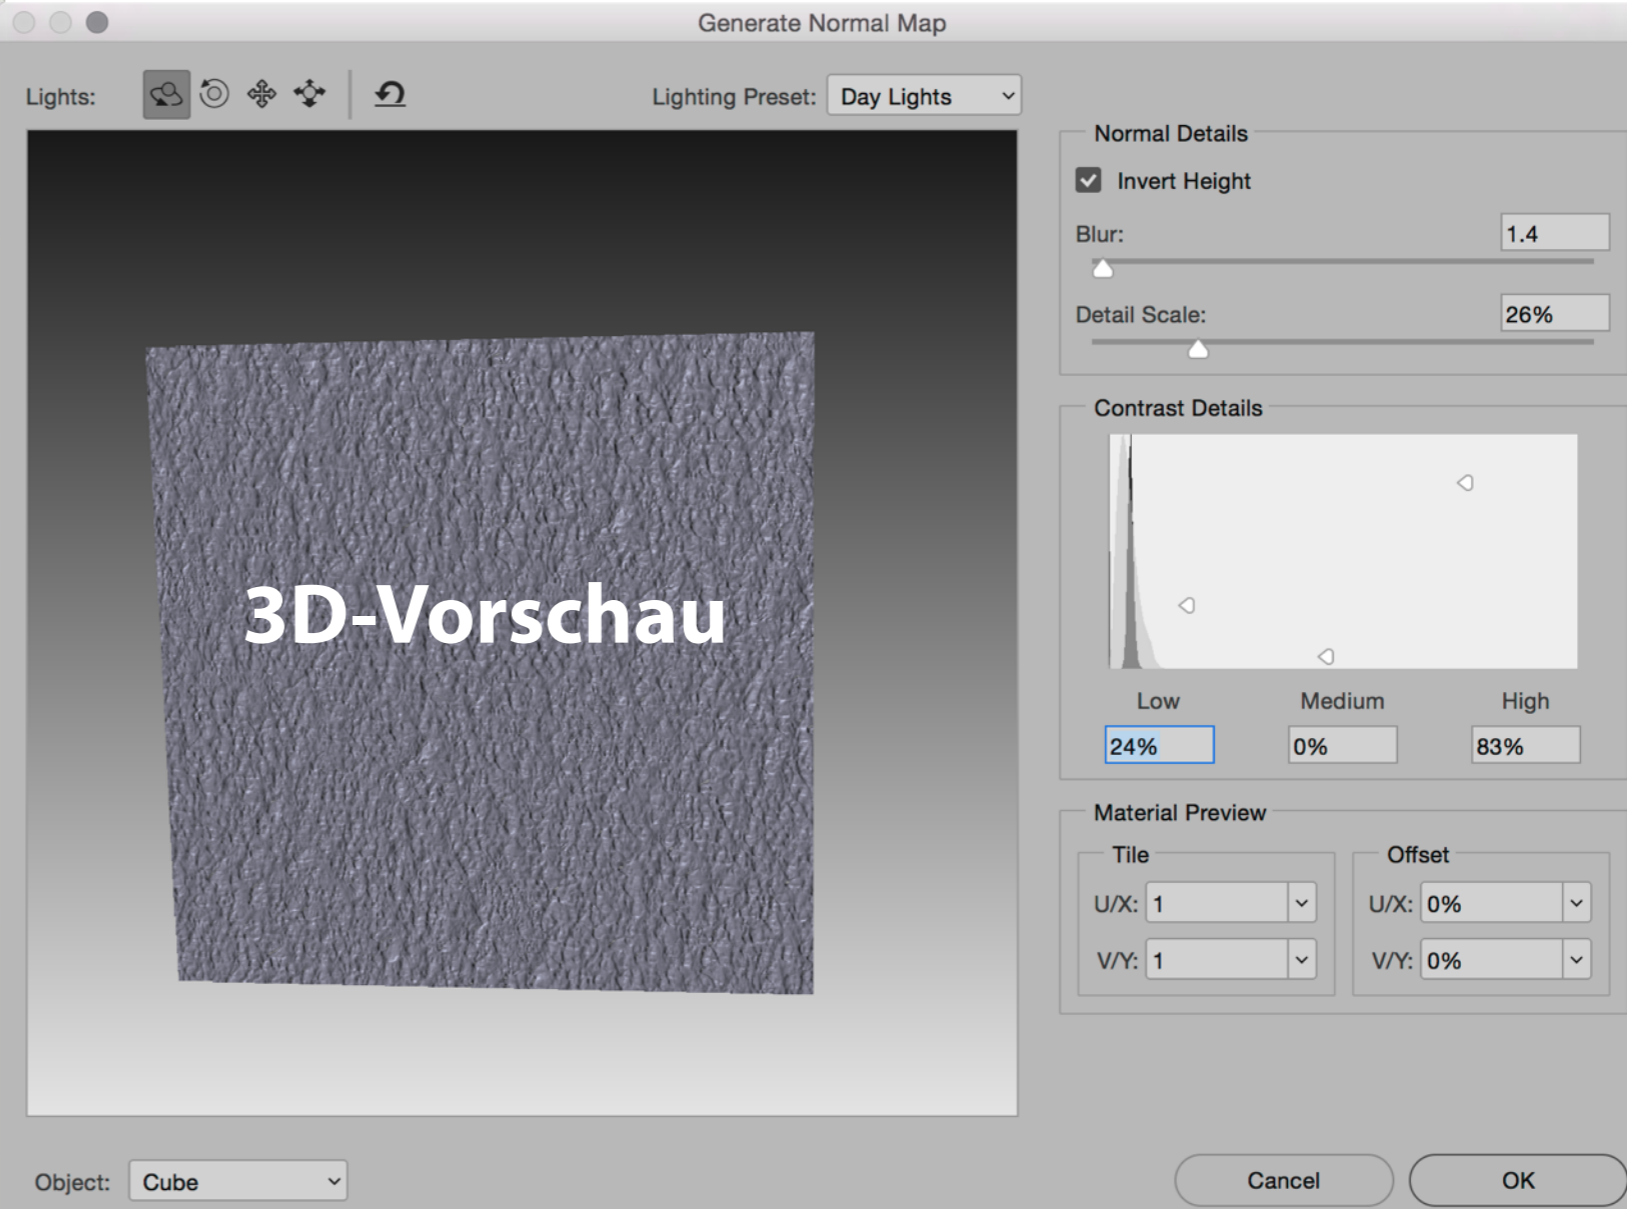 Generate Normal Map
Lights:
Lighting Preset: Day Lights
Normal Details
Invert Height
Blur: 1.4
Detail Scale: 26%
Contrast Details
Low Medium High
24% 0% 83%
3D-Vorschau
Material Preview
Tile Offset
U/X: 1 U/X: 0%
V/Y: 1 V/Y: 0%
Object: Cube
Cancel OK